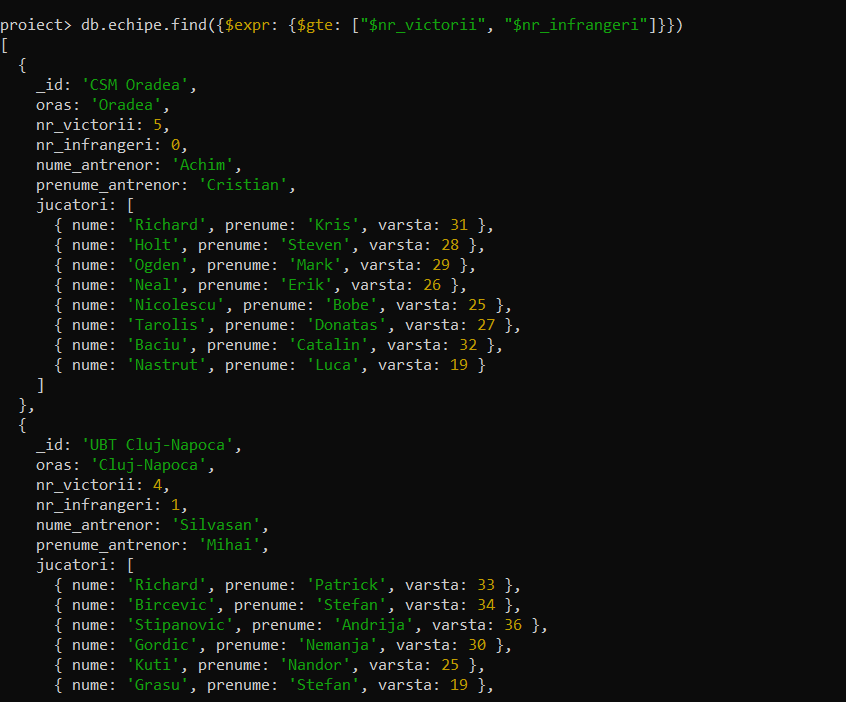 proiect> db.echipe.find({$expr: {$gte: ["$nr_victorii", "$nr_infrangeri"]}})
[
  {
    _id: 'CSM Oradea',
    oras: 'Oradea',
    nr_victorii: 5,
    nr_infrangeri: 0,
    nume_antrenor: 'Achim',
    prenume_antrenor: 'Cristian',
    jucatori: [
      { nume: 'Richard', prenume: 'Kris', varsta: 31 },
      { nume: 'Holt', prenume: 'Steven', varsta: 28 },
      { nume: 'Ogden', prenume: 'Mark', varsta: 29 },
      { nume: 'Neal', prenume: 'Erik', varsta: 26 },
      { nume: 'Nicolescu', prenume: 'Bobe', varsta: 25 },
      { nume: 'Tarolis', prenume: 'Donatas', varsta: 27 },
      { nume: 'Baciu', prenume: 'Catalin', varsta: 32 },
      { nume: 'Nastrut', prenume: 'Luca', varsta: 19 }
    ]
  },
  {
    _id: 'UBT Cluj-Napoca',
    oras: 'Cluj-Napoca',
    nr_victorii: 4,
    nr_infrangeri: 1,
    nume_antrenor: 'Silvasan',
    prenume_antrenor: 'Mihai',
    jucatori: [
      { nume: 'Richard', prenume: 'Patrick', varsta: 33 },
      { nume: 'Bircevic', prenume: 'Stefan', varsta: 34 },
      { nume: 'Stipanovic', prenume: 'Andrija', varsta: 36 },
      { nume: 'Gordic', prenume: 'Nemanja', varsta: 30 },
      { nume: 'Kuti', prenume: 'Nandor', varsta: 25 },
      { nume: 'Grasu', prenume: 'Stefan', varsta: 19 },